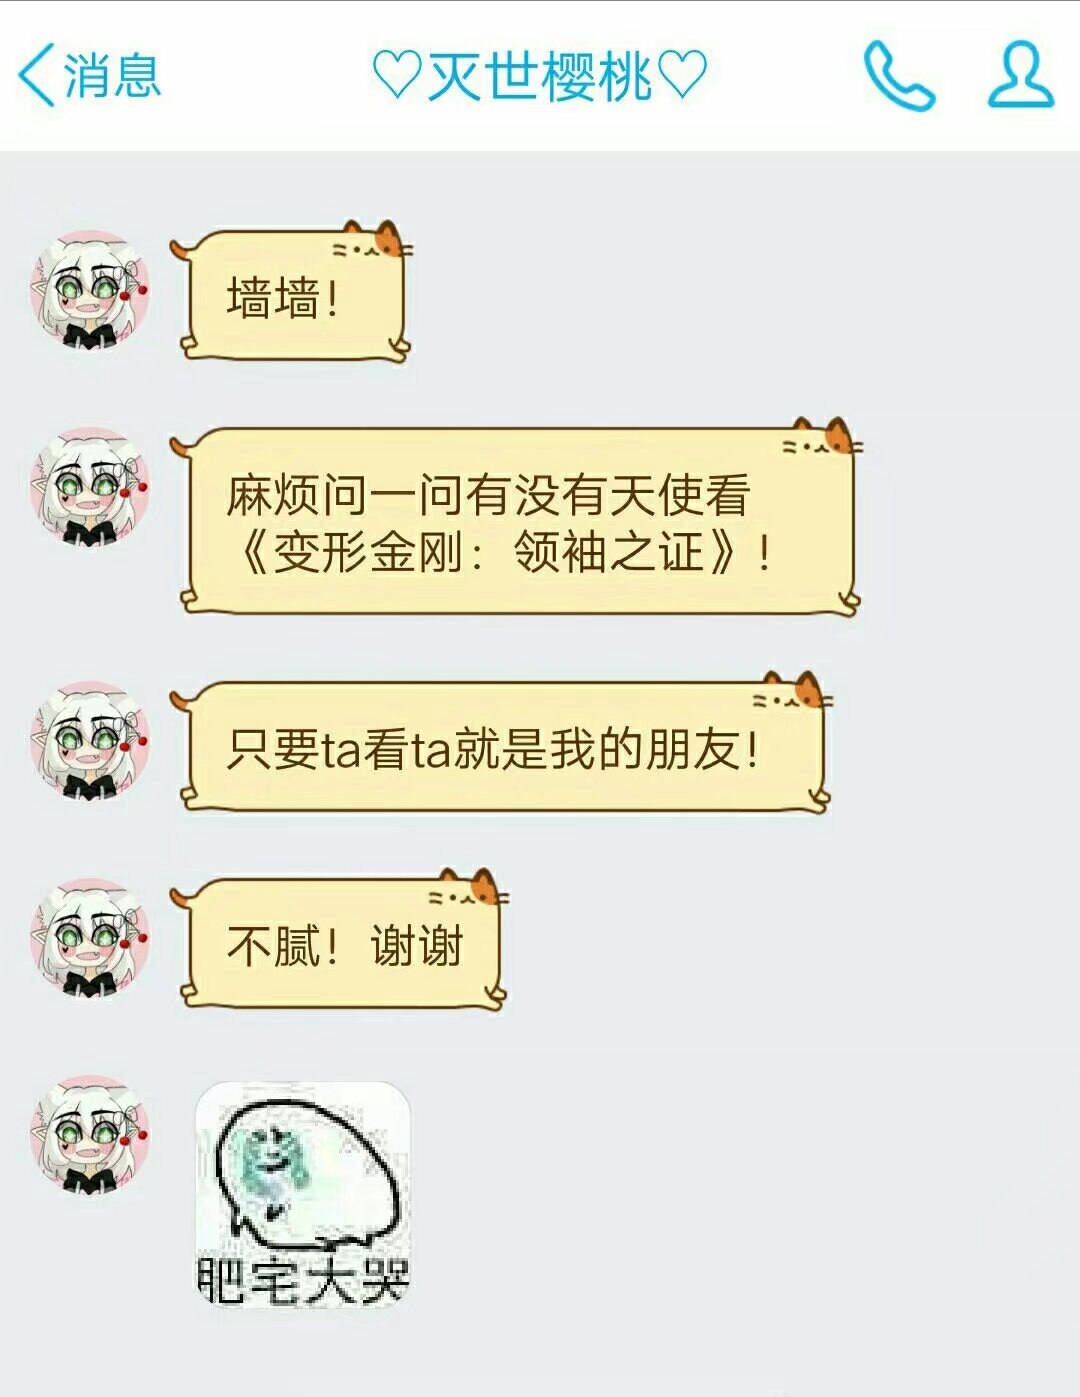 消息
♡灭世樱桃♡
墙墙！
麻烦问一问有没有天使看
《变形金刚：领袖之证》！
只要ta看ta就是我的朋友！
不腻！谢谢
肥宅大哭